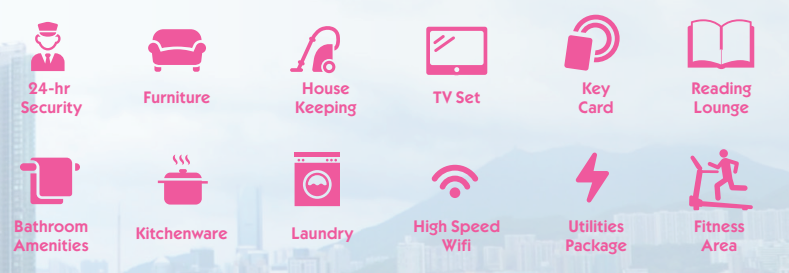 24-hr
Security
Furniture
House
Keeping
TV Set
Key
Card
Reading
Lounge
Bathroom
Amenities
Kitchenware
Laundry
High Speed
Wifi
Utilities
Package
Fitness
Area